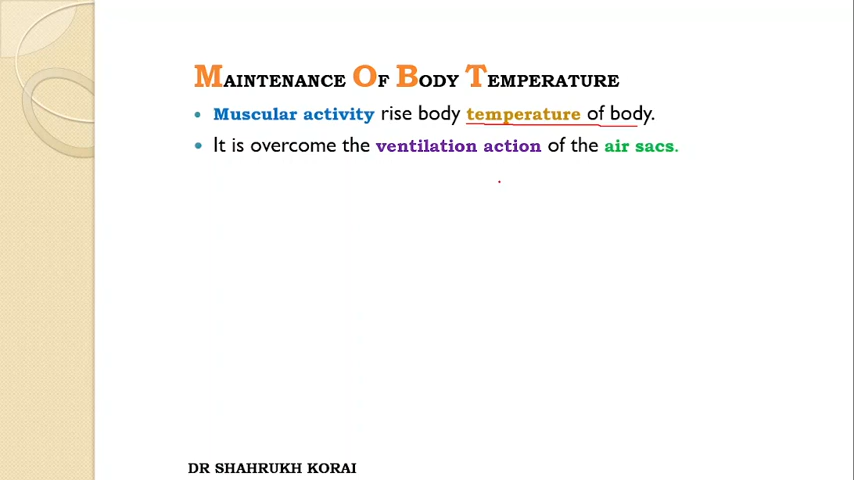 MAINTENANCE OF BODY TEMPERATURE
• Muscular activity rise body temperature of body.
• It is overcome the ventilation action of the air sacs.
DR SHAHRUKH KORAI